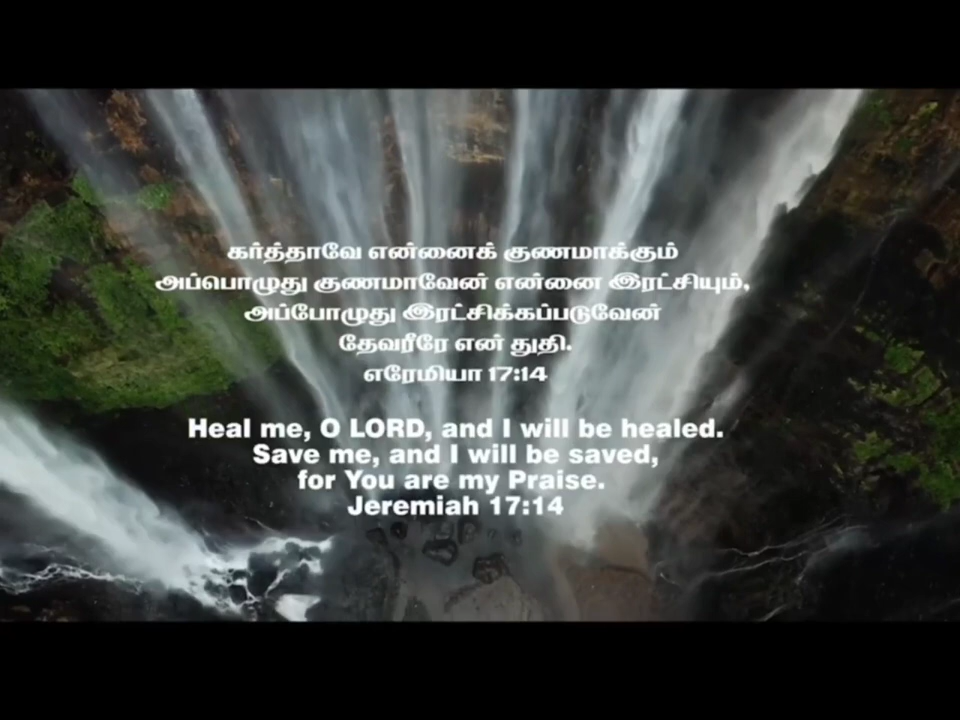 கர்த்தாவே என்னைக் குணமாக்கும்
அப்பொழுது குணமாவேன் என்னை இரட்சியும்,
அப்போழுது இரட்சிக்கப்படுவேன்
தேவரீரே என் துதி.
எரேமியா 17:14
Heal me, O LORD, and I will be healed.
Save me, and I will be saved,
for You are my Praise.
Jeremiah 17:14